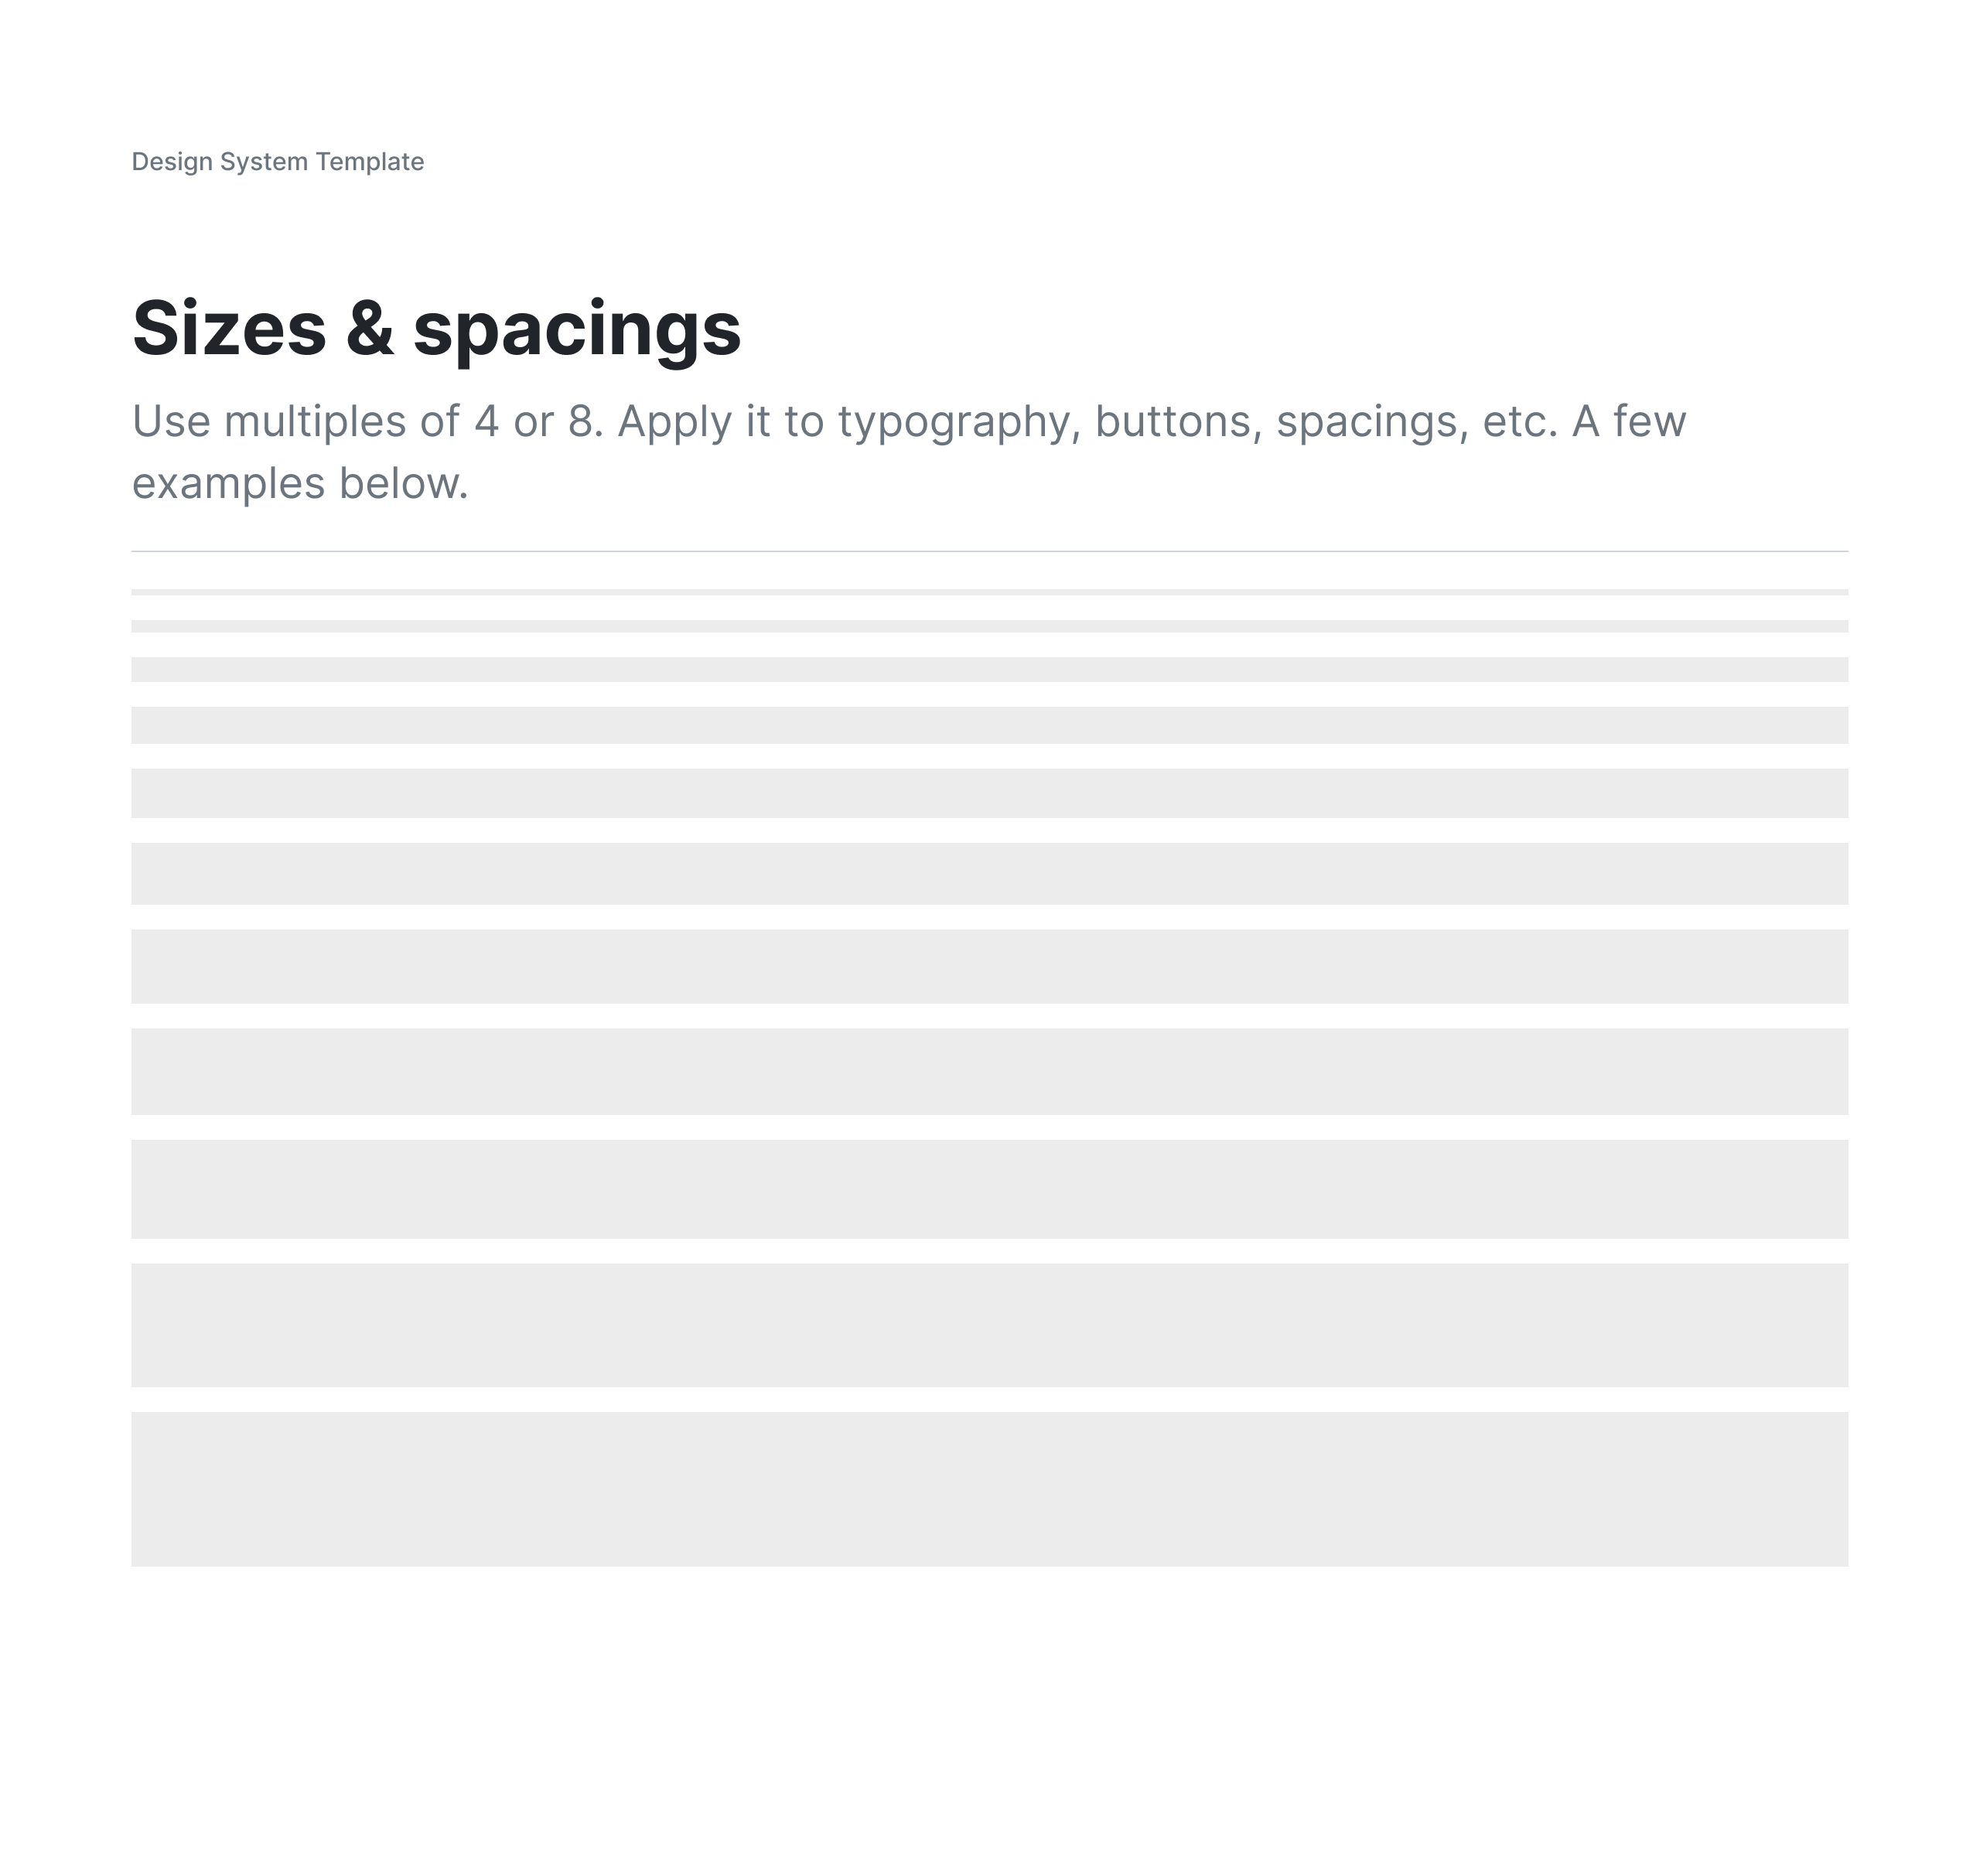 Design System Template
Sizes & spacings
Use multiples of 4 or 8. Apply it to typography, buttons, spacings, etc. A few
examples below.